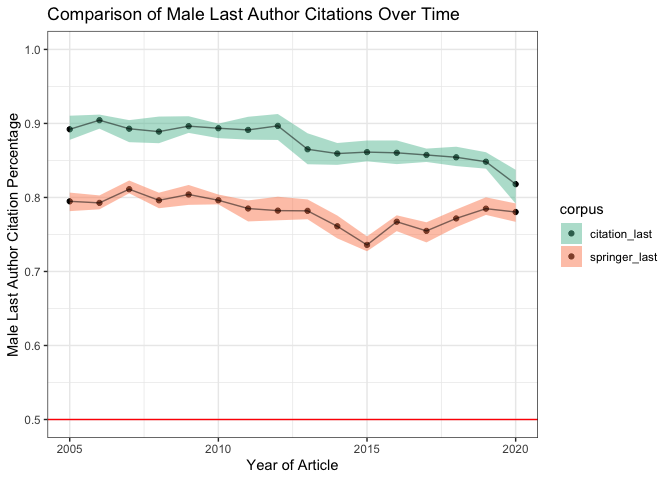 Comparison of Male Last Author Citations Over Time
Male Last Author Citation Percentage
1.0
0.9
0.8
0.7
0.6
0.5
2005
2010
2015
2020
Year of Article
corpus
citation_last
springer_last